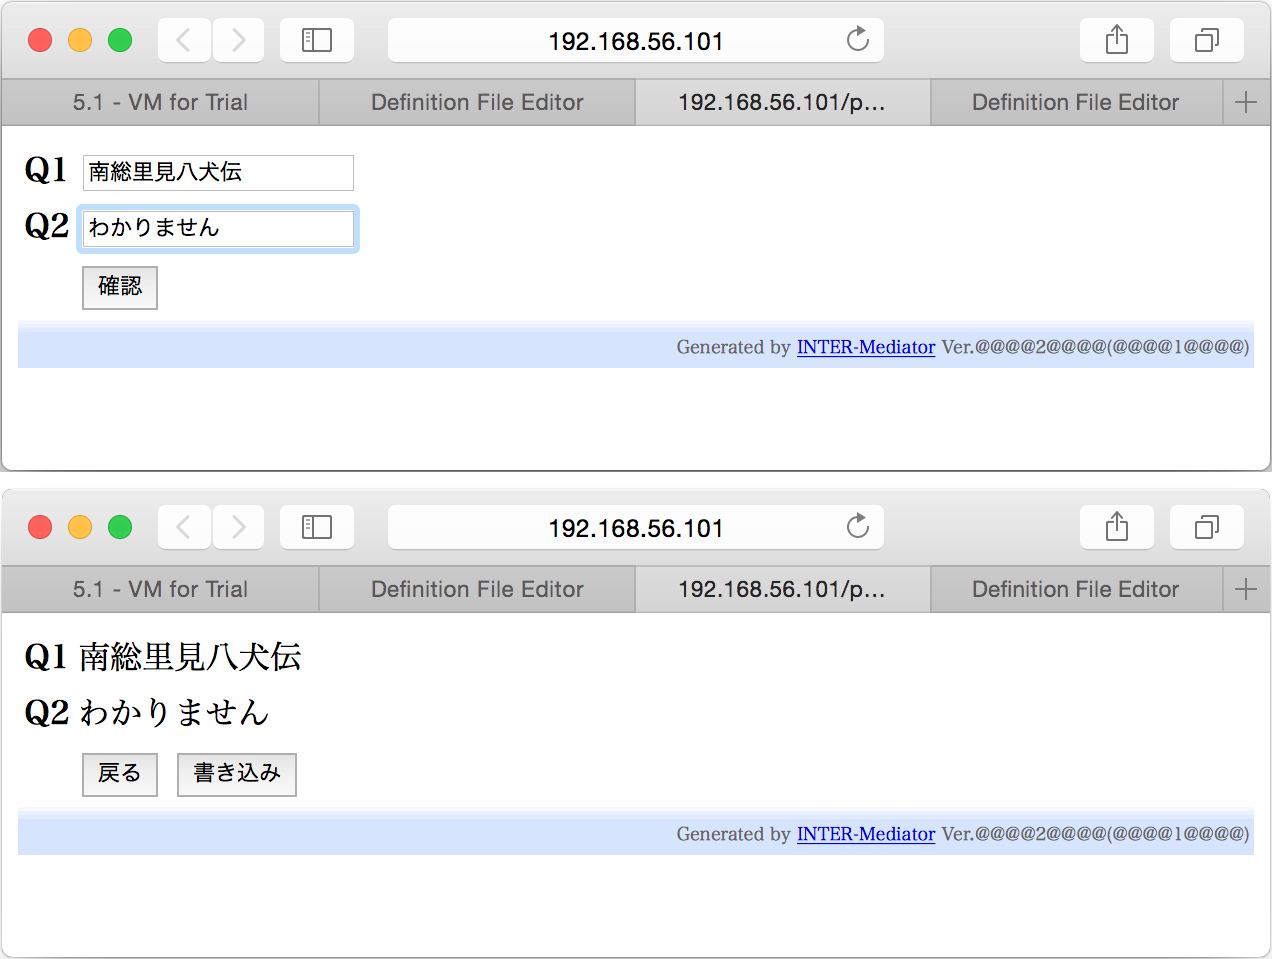 192.168.56.101
5.1 - VM for Trial Definition File Editor 192.168.56.101/p... Definition File Editor
Q1 南総里見八犬伝
Q2 わかりません
確認
Generated by INTER-Mediator Ver.@@@@2@@@@(@@@@1@@@@)
192.168.56.101
5.1 - VM for Trial Definition File Editor 192.168.56.101/p... Definition File Editor
Q1 南総里見八犬伝
Q2 わかりません
戻る 書き込み
Generated by INTER-Mediator Ver.@@@@2@@@@(@@@@1@@@@)